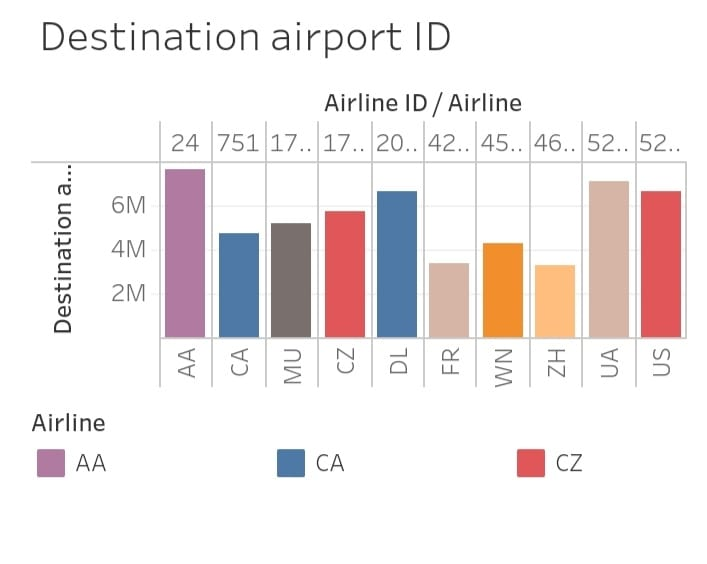 Destination airport ID
Airline ID / Airline
24 751 17.. 17.. 20.. 42.. 45.. 46.. 52.. 52..
Destination a...
6M
4M
2M
AA CA MU CZ DL FR WN ZH UA US
Airline
AA CA CZ